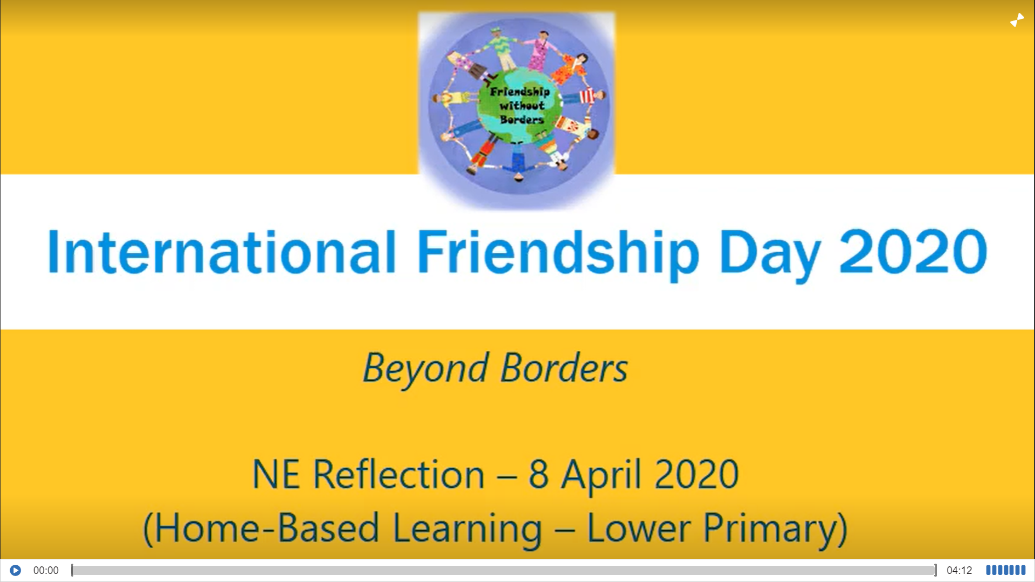 Friendship
without
Borders
International Friendship Day 2020
Beyond Borders
NE Reflection – 8 April 2020
(Home-Based Learning – Lower Primary)
00:00 04:12